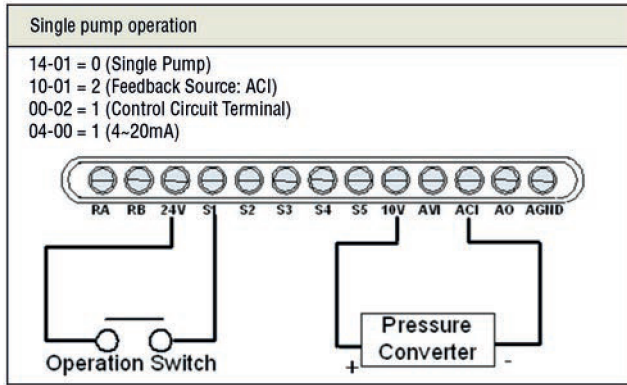 Single pump operation
14-01 = 0 (Single Pump)
10-01 = 2 (Feedback Source: ACI)
00-02 = 1 (Control Circuit Terminal)
04-00 = 1 (4~20mA)
RA RB 24V S1 S2 S3 S4 S5 10V AVI ACI AO AGND
Operation Switch
Pressure
Converter
+ -